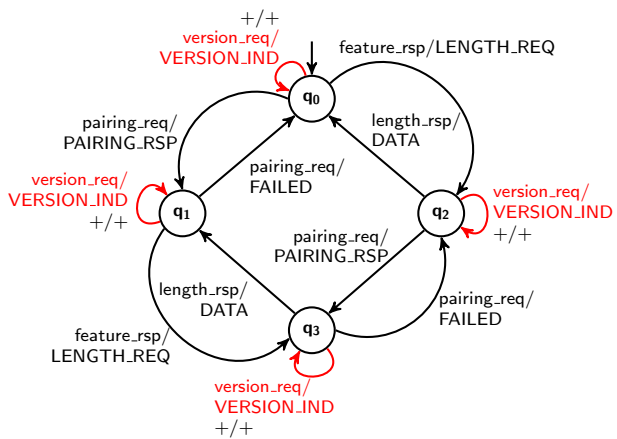 +/+
version_req/
VERSION_IND
feature_rsp/LENGTH_REQ
q0
pairing_req/
PAIRING_RSP
length_rsp/
DATA
pairing_req/
FAILED
version_req/
VERSION_IND
+/+
q1
q2
version_req/
VERSION_IND
+/+
pairing_req/
PAIRING_RSP
length_rsp/
DATA
pairing_req/
FAILED
feature_rsp/
LENGTH_REQ
q3
version_req/
VERSION_IND
+/+